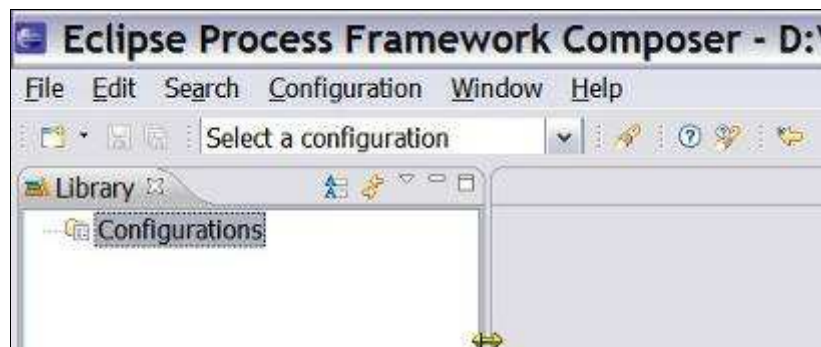 Eclipse Process Framework Composer - D:\
File Edit Search Configuration Window Help
Select a configuration
Library
Configurations